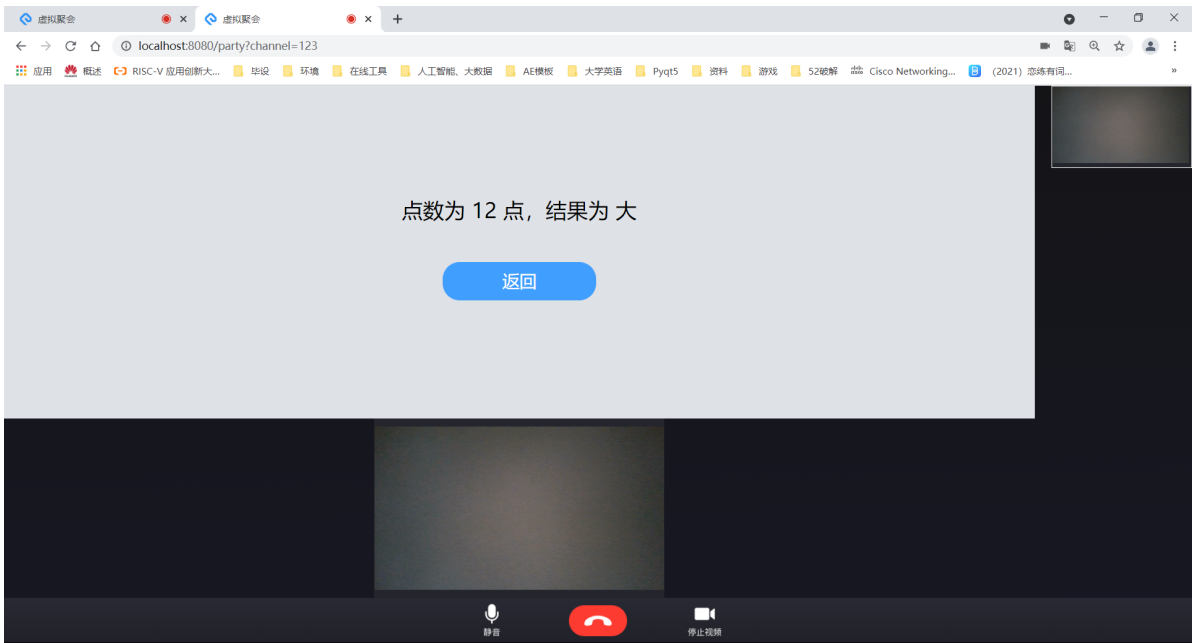 虚拟聚会
虚拟聚会
localhost:8080/party?channel=123
应用 概述 RISC-V 应用创新大... 毕设 环境 在线工具 人工智能、大数据 AE模板 大学英语 Pyqt5 资料 游戏 52破解 Cisco Networking... (2021) 恋练有词... »
点数为 12 点，结果为 大
返回
静音
停止视频